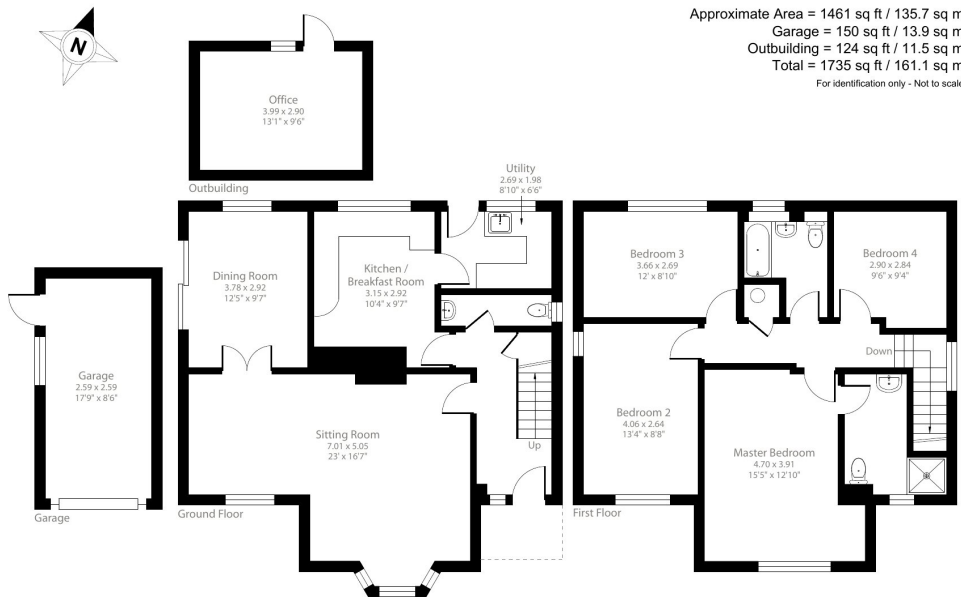 Approximate Area = 1461 sq ft / 135.7 sq m
Garage = 150 sq ft / 13.9 sq m
Outbuilding = 124 sq ft / 11.5 sq m
Total = 1735 sq ft / 161.1 sq m
For identification only - Not to scale
N
Office
3.99 x 2.90
13'1" x 9'6"
Outbuilding
Utility
2.69 x 1.98
8'10" x 6'6"
Dining Room
3.78 x 2.92
12'5" x 9'7"
Kitchen /
Breakfast Room
3.15 x 2.92
10'4" x 9'7"
Bedroom 3
3.66 x 2.69
12' x 8'10"
Bedroom 4
2.90 x 2.84
9'6" x 9'4"
Garage
2.59 x 2.59
17'9" x 8'6"
Down
Sitting Room
7.01 x 5.05
23' x 16'7"
Up
Bedroom 2
4.06 x 2.64
13'4" x 8'8"
Master Bedroom
4.70 x 3.91
15'5" x 12'10"
Garage
Ground Floor
First Floor